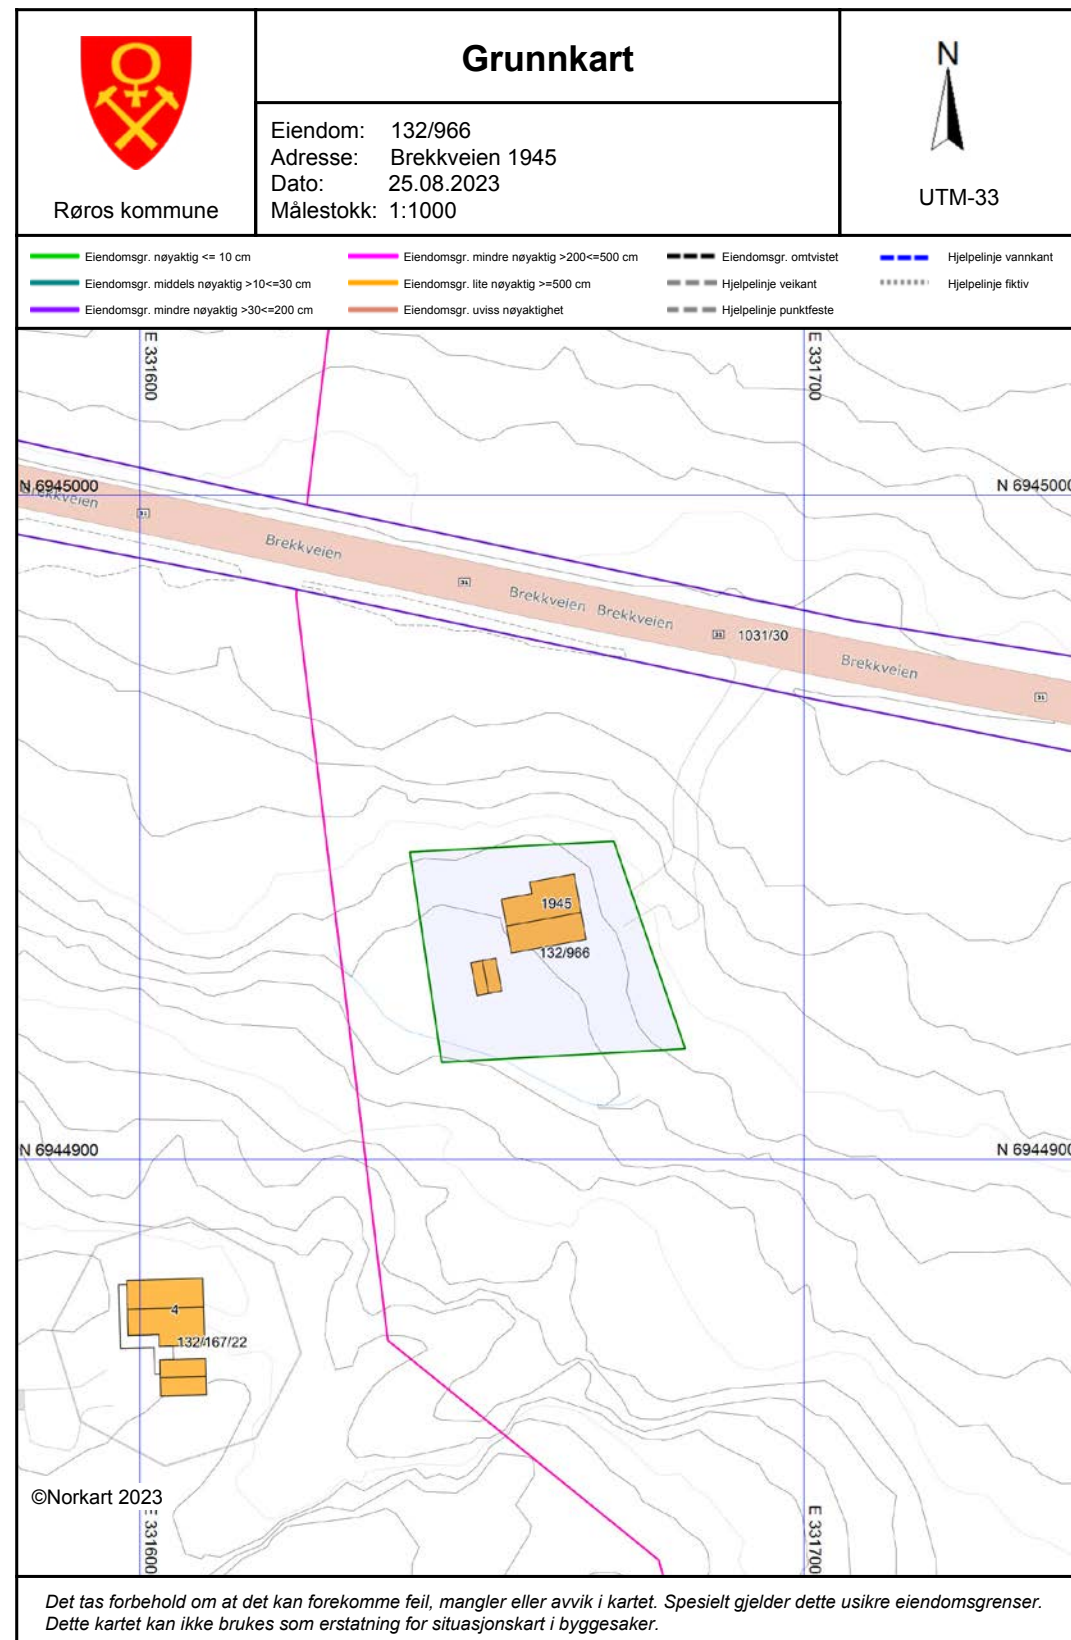 Røros kommune
Grunnkart
Eiendom: 132/966
Adresse: Brekkveien 1945
Dato: 25.08.2023
Målestokk: 1:1000
N
UTM-33
Eiendomsgr. nøyaktig <= 10 cm
Eiendomsgr. middels nøyaktig >10<=30 cm
Eiendomsgr. mindre nøyaktig >30<=200 cm
Eiendomsgr. mindre nøyaktig >200<=500 cm
Eiendomsgr. lite nøyaktig >=500 cm
Eiendomsgr. uviss nøyaktighet
Eiendomsgr. omtvistet
Hjelpelinje veikant
Hjelpelinje punktfeste
Hjelpelinje vannkant
Hjelpelinje fiktiv
E 331600
E 331700
N 6945000
N 6945000
Brekkveien
31
Brekkveien
31
Brekkveien Brekkveien
31 1031/30
Brekkveien
31
1945
132/966
N 6944900
N 6944900
4
132/167/22
©Norkart 2023
E 331600
E 331700
Det tas forbehold om at det kan forekomme feil, mangler eller avvik i kartet. Spesielt gjelder dette usikre eiendomsgrenser.
Dette kartet kan ikke brukes som erstatning for situasjonskart i byggesaker.